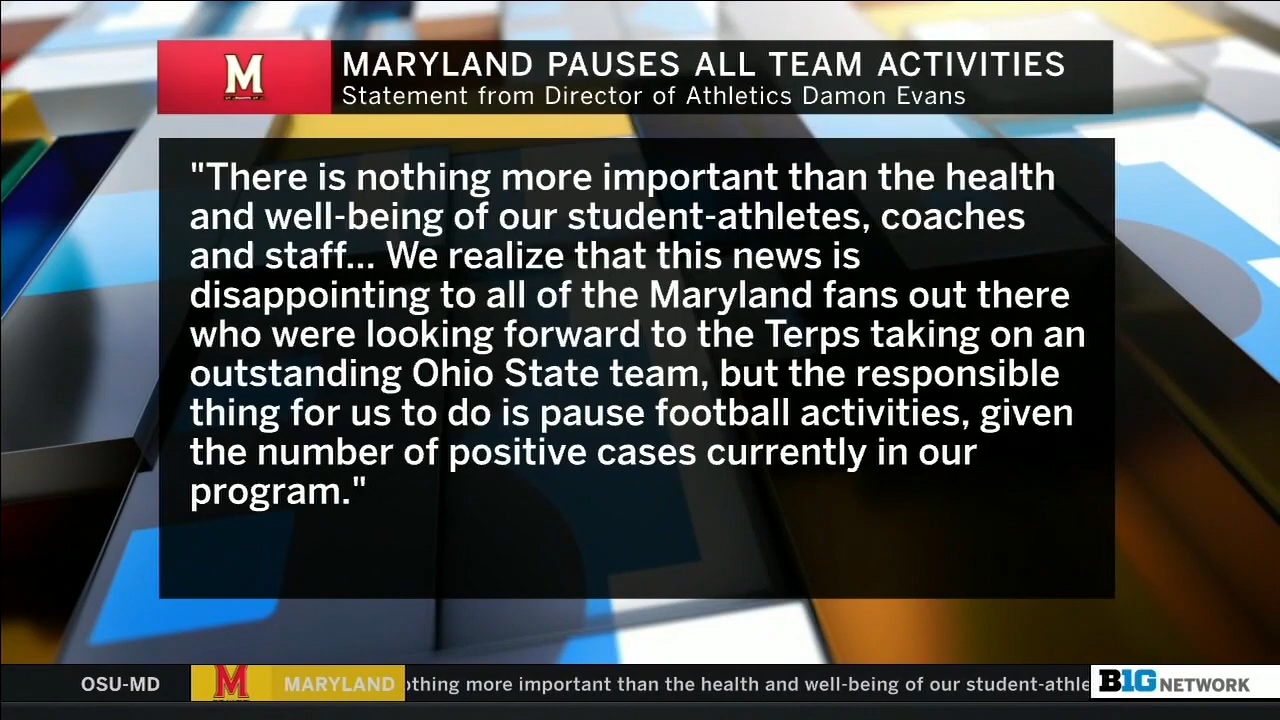 M
MARYLAND PAUSES ALL TEAM ACTIVITIES
Statement from Director of Athletics Damon Evans
"There is nothing more important than the health
and well-being of our student-athletes, coaches
and staff... We realize that this news is
disappointing to all of the Maryland fans out there
who were looking forward to the Terps taking on an
outstanding Ohio State team, but the responsible
thing for us to do is pause football activities, given
the number of positive cases currently in our
program."
OSU-MD M MARYLAND othing more important than the health and well-being of our student-athle B1G NETWORK